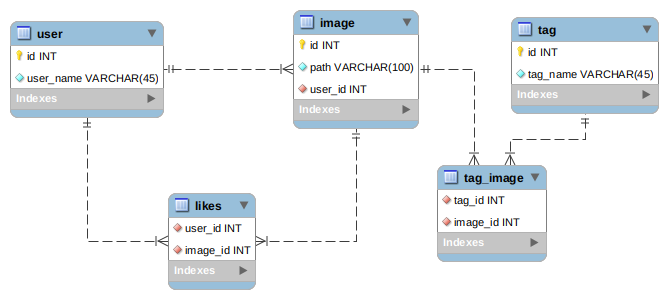 user
id INT
user_name VARCHAR(45)
Indexes
image
id INT
path VARCHAR(100)
user_id INT
Indexes
tag
id INT
tag_name VARCHAR(45)
Indexes
likes
user_id INT
image_id INT
Indexes
tag_image
tag_id INT
image_id INT
Indexes